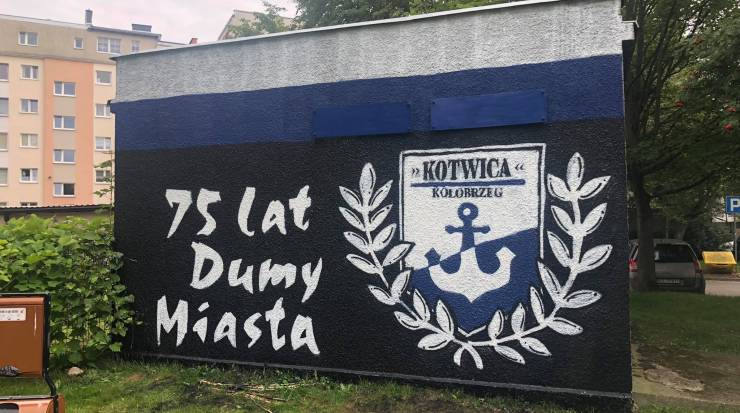 75 lat
Dumy
Miasta
»KOTWICA«
KOŁOBRZEG
P